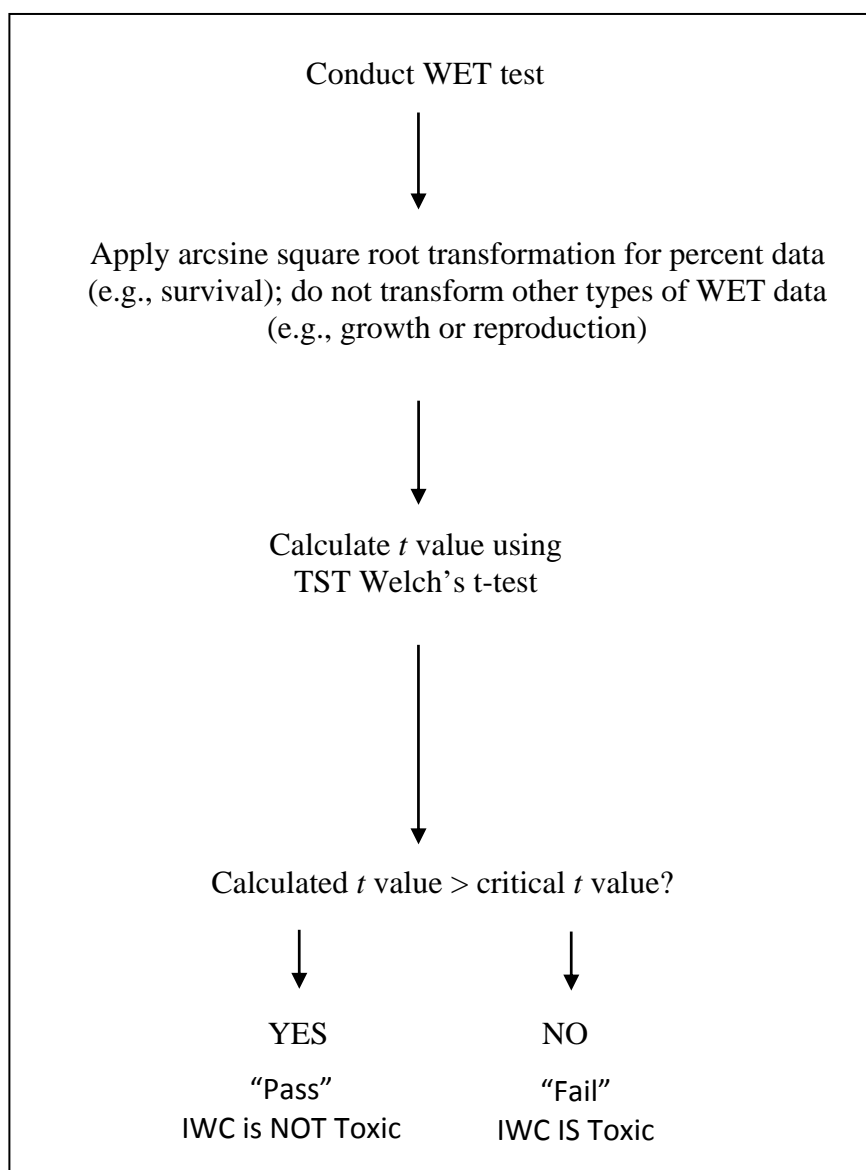 Conduct WET test
Apply arcsine square root transformation for percent data
(e.g., survival); do not transform other types of WET data
(e.g., growth or reproduction)
Calculate t value using
TST Welch’s t-test
Calculated t value > critical t value?
YES
“Pass”
IWC is NOT Toxic
NO
“Fail”
IWC IS Toxic